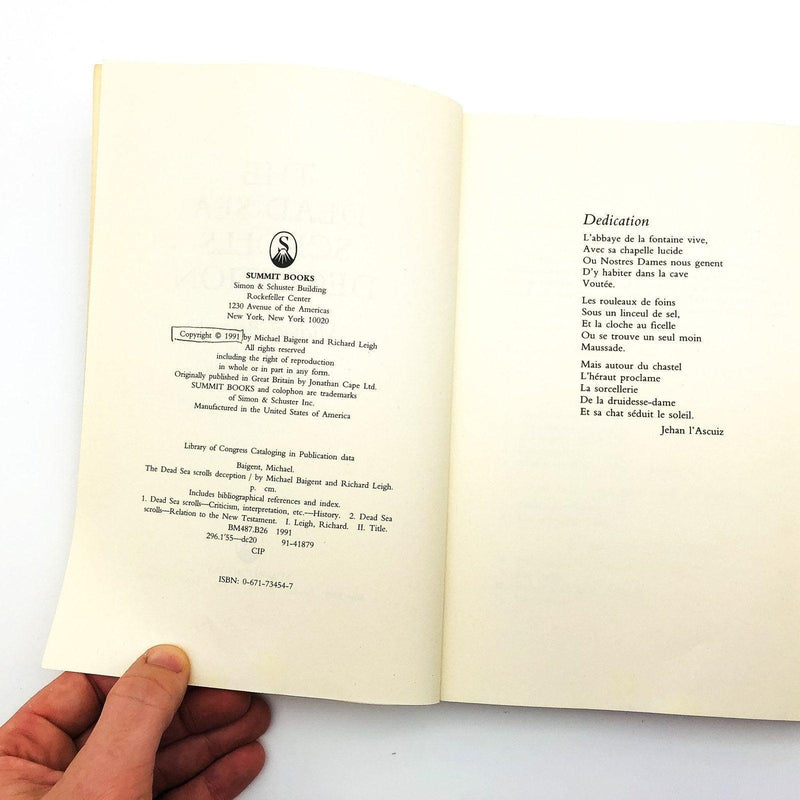 S
SUMMIT BOOKS
Simon & Schuster Building
Rockefeller Center
1230 Avenue of the Americas
New York, New York 10020
Copyright © 1991 by Michael Baigent and Richard Leigh
All rights reserved
including the right of reproduction
in whole or in part in any form.
Originally published in Great Britain by Jonathan Cape Ltd.
SUMMIT BOOKS and colophon are trademarks
of Simon & Schuster Inc.
Manufactured in the United States of America
Library of Congress Cataloging in Publication data
Baigent, Michael.
The Dead Sea scrolls deception / by Michael Baigent and Richard Leigh.
p. cm.
Includes bibliographical references and index.
1. Dead Sea scrolls—Criticism, interpretation, etc.—History. 2. Dead Sea
scrolls—Relation to the New Testament. I. Leigh, Richard. II. Title.
BM487.B26 1991
296.1'55—dc20 91-41879
CIP
ISBN: 0-671-73454-7
Dedication
L'abbaye de la fontaine vive,
Avec sa chapelle lucide
Ou Nostres Dames nous genent
D'y habiter dans la cave
Voutée.
Les rouleaux de foins
Sous un linceul de sel,
Et la cloche au ficelle
Ou se trouve un seul moin
Maussade.
Mais autour du chastel
L'héraut proclame
La sorcellerie
De la druidesse-dame
Et sa chat séduit le soleil.
Jehan l'Ascuiz